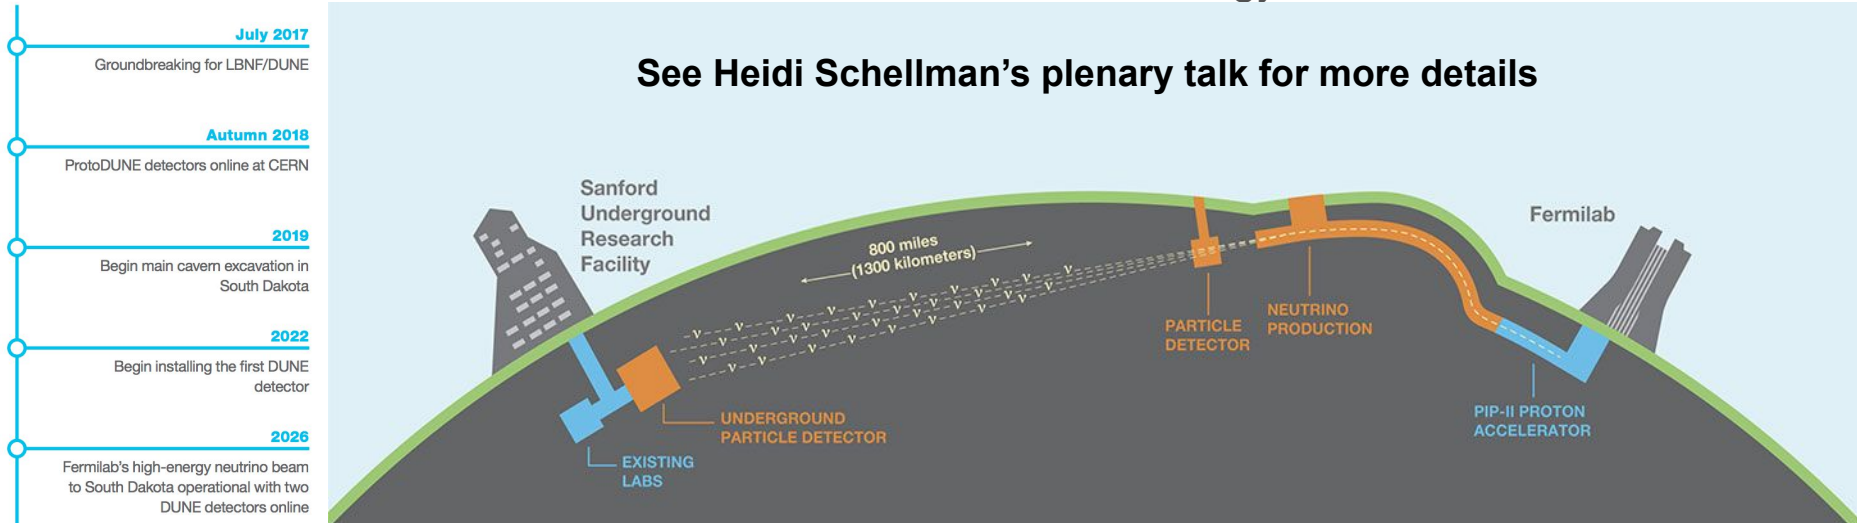 July 2017
Groundbreaking for LBNF/DUNE
Autumn 2018
ProtoDUNE detectors online at CERN
2019
Begin main cavern excavation in
South Dakota
2022
Begin installing the first DUNE
detector
2026
Fermilab's high-energy neutrino beam
to South Dakota operational with two
DUNE detectors online
See Heidi Schellman's plenary talk for more details
Sanford
Underground
Research
Facility
800 miles
(1300 kilometers)
Fermilab
PARTICLE
DETECTOR
NEUTRINO
PRODUCTION
UNDERGROUND
PARTICLE DETECTOR
EXISTING
LABS
PIP-II PROTON
ACCELERATOR